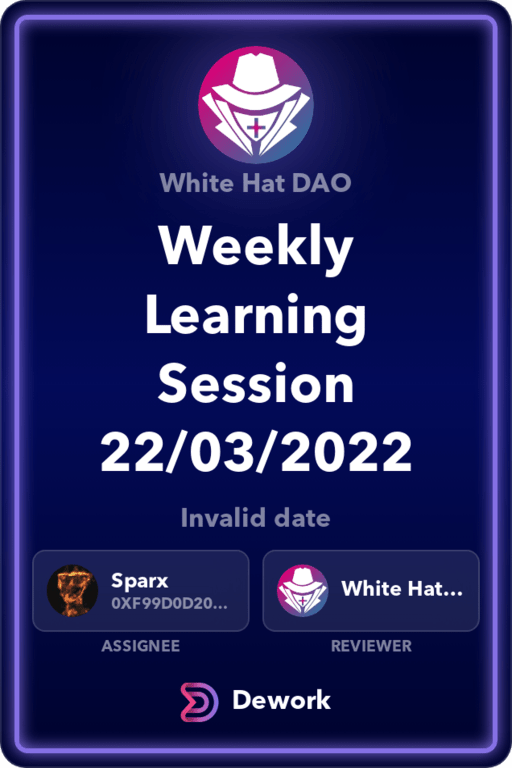 White Hat DAO
Weekly
Learning
Session
22/03/2022
Invalid date
Sparx
0XF99D0D20...
White Hat...
ASSIGNEE
REVIEWER
Dework